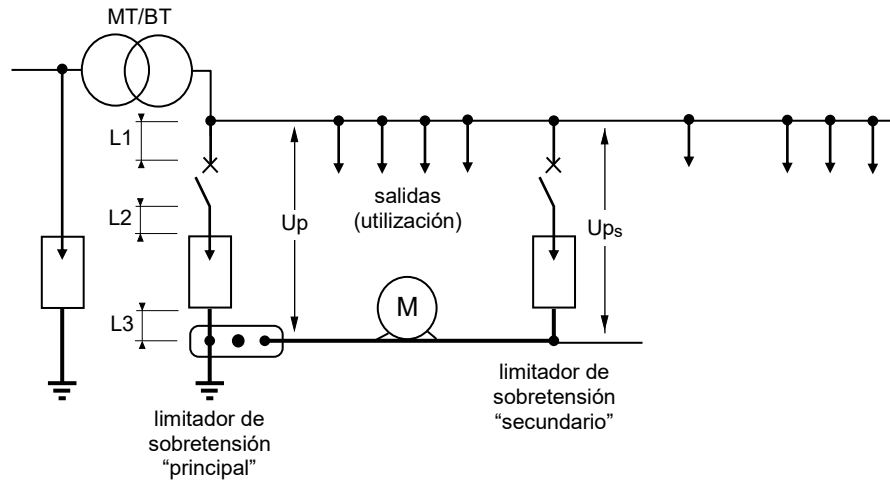 MT/BT
L1
L2
L3
Up
salidas
(utilización)
Ups
M
limitador de
sobretensión
“principal”
limitador de
sobretensión
“secundario”